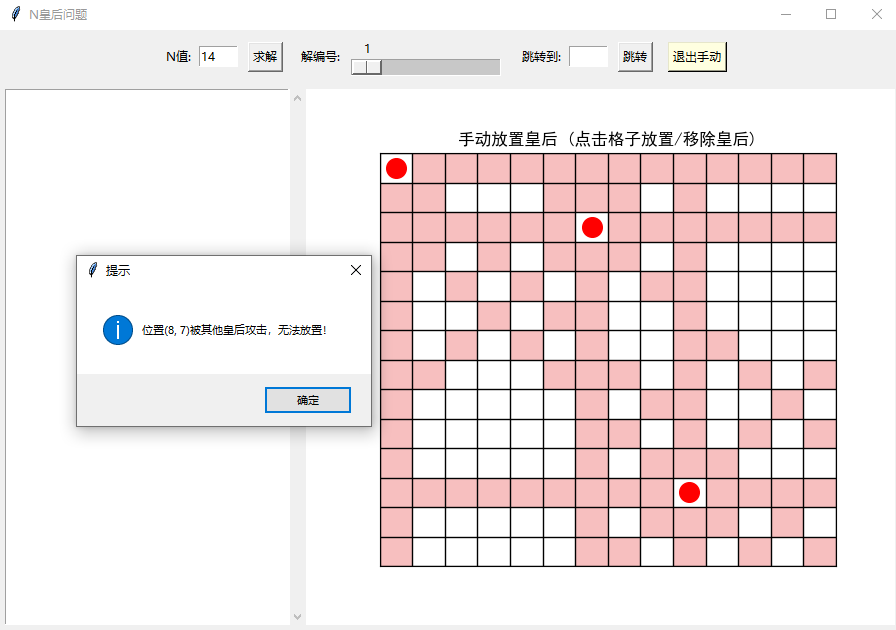 N皇后问题
N值: 14 求解 解编号: 1 跳转到: 跳转 退出手动
手动放置皇后 (点击格子放置/移除皇后)
提示
位置(8, 7)被其他皇后攻击，无法放置!
确定